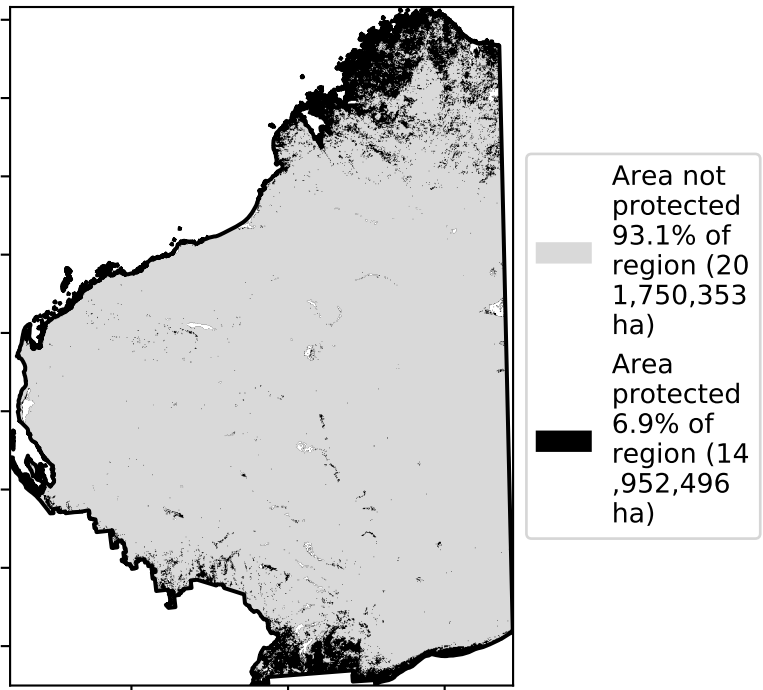 Area not
protected
93.1% of
region (20
1,750,353
ha)
Area
protected
6.9% of
region (14
,952,496
ha)